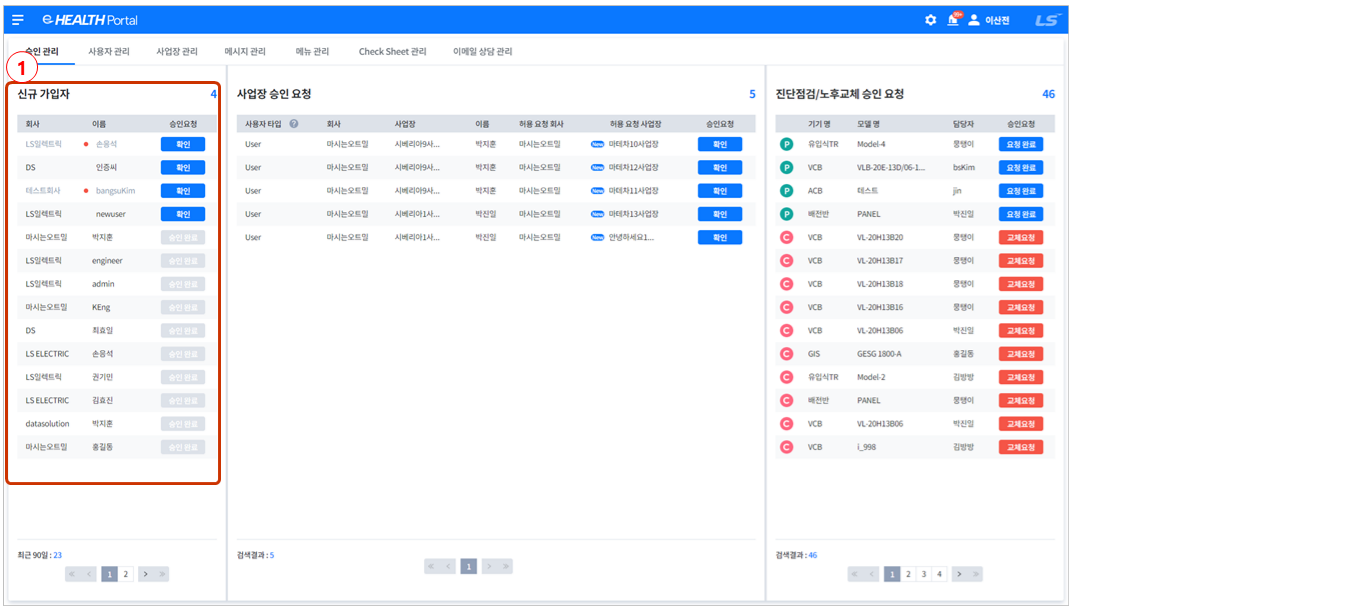 e HEALTH Portal
99+ 이산전 LS
승인 관리 사용자 관리 사업장 관리 메시지 관리 메뉴 관리 Check Sheet 관리 이메일 상담 관리
1
신규 가입자 4
회사 이름 승인요청
LS일렉트릭 손응석 확인
DS 인증씨 확인
테스트회사 bangsuKim 확인
LS일렉트릭 newuser 확인
마시는오트밀 박지훈 승인 완료
LS일렉트릭 engineer 승인 완료
LS일렉트릭 admin 승인 완료
마시는오트밀 KEng 승인 완료
DS 최효일 승인 완료
LS ELECTRIC 손응석 승인 완료
LS일렉트릭 권기민 승인 완료
LS ELECTRIC 김효진 승인 완료
datasolution 박지훈 승인 완료
마시는오트밀 홍길동 승인 완료
최근 90일 : 23
« < 1 2 > »
사업장 승인 요청 5
사용자 타입 ? 회사 사업장 이름 허용 요청 회사 허용 요청 사업장 승인요청
User 마시는오트밀 시베리아9사... 박지훈 마시는오트밀 New 마테차10사업장 확인
User 마시는오트밀 시베리아9사... 박지훈 마시는오트밀 New 마테차12사업장 확인
User 마시는오트밀 시베리아9사... 박지훈 마시는오트밀 New 마테차11사업장 확인
User 마시는오트밀 시베리아1사... 박진일 마시는오트밀 New 마테차13사업장 확인
User 마시는오트밀 시베리아1사... 박진일 마시는오트밀 New 안녕하세요1... 확인
검색결과 : 5
« < 1 > »
진단점검/노후교체 승인 요청 46
기기 명 모델 명 담당자 승인요청
P 유입식TR Model-4 뭉탱이 요청 완료
P VCB VLB-20E-13D/06-1... bsKim 요청 완료
P ACB 테스트 jin 요청 완료
P 배전반 PANEL 박진일 요청 완료
C VCB VL-20H13B20 뭉탱이 교체요청
C VCB VL-20H13B17 뭉탱이 교체요청
C VCB VL-20H13B18 뭉탱이 교체요청
C VCB VL-20H13B16 뭉탱이 교체요청
C VCB VL-20H13B06 박진일 교체요청
C GIS GESG 1800-A 홍길동 교체요청
C 유입식TR Model-2 김방방 교체요청
C 배전반 PANEL 뭉탱이 교체요청
C VCB VL-20H13B06 박진일 교체요청
C VCB i_998 김방방 교체요청
검색결과 : 46
« < 1 2 3 4 > »